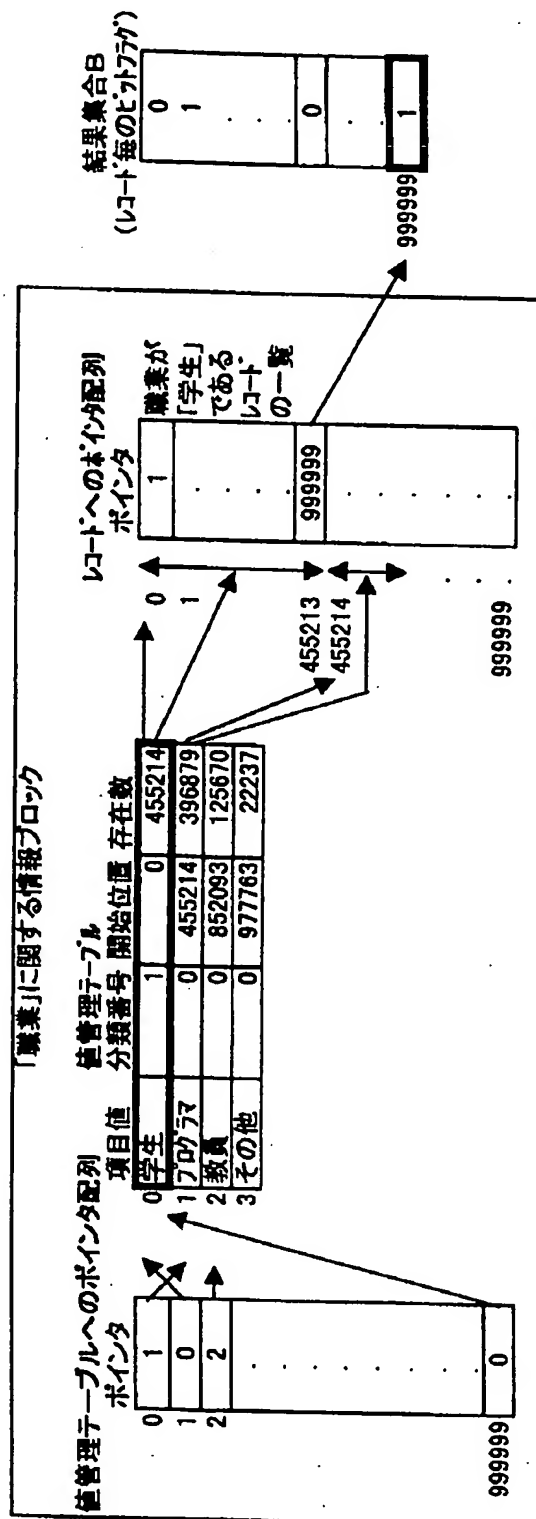 「職業」に関する情報ブロック
値管理テーブルへのポインタ配列
ポインタ
0 1
1 0
2 2
999999 0
値管理テーブル
項目値 分類番号 開始位置 存在数
0 学生 1 0 455214
1 プログラマ 0 455214 396879
2 教員 0 852093 125670
3 その他 0 977763 22237
レコードへのポインタ配列
ポインタ
0 1
1
455213 999999
455214
999999
職業が
「学生」
である
レコード
の一覧
結果集合B
(レコード毎のビットフラグ)
0
1
0
999999 1